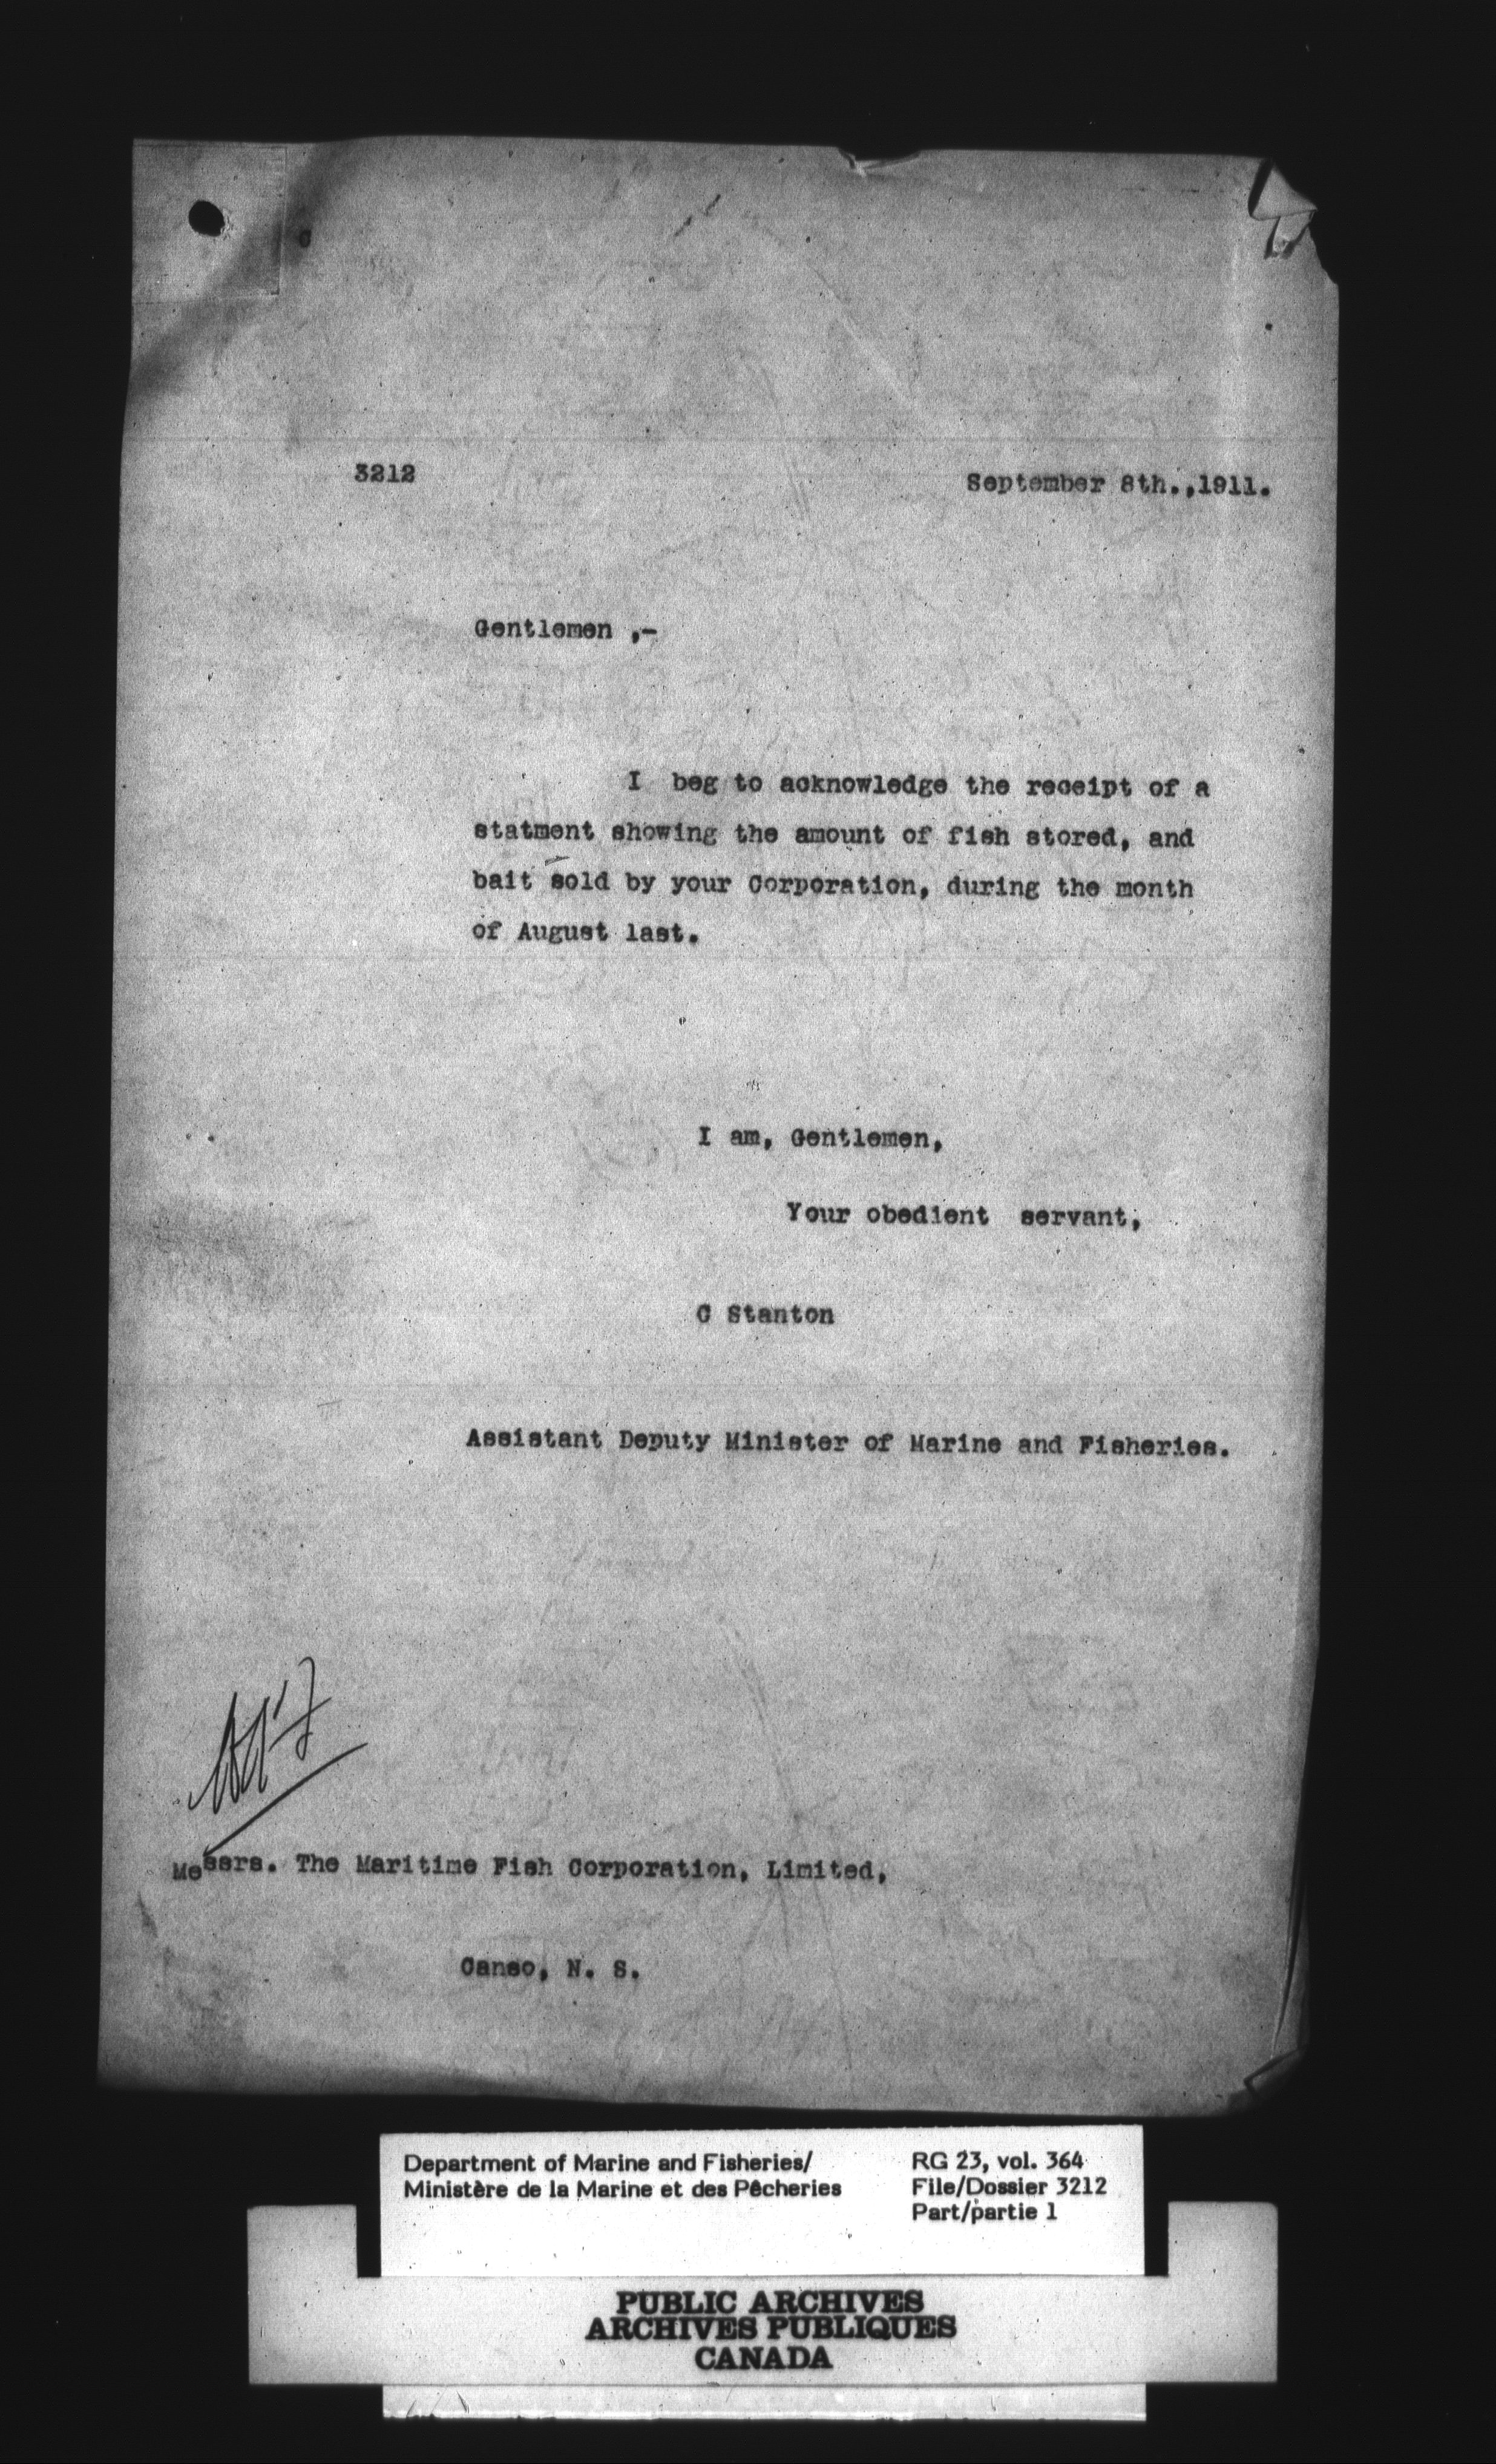 3212
September 8th.,1911.
Gentlemen ,-
I beg to acknowledge the receipt of a
statment showing the amount of fish stored, and
bait sold by your Corporation, during the month
of August last.
I am, Gentlemen,
Your obedient servant,
C Stanton
Assistant Deputy Minister of Marine and Fisheries.
Messrs. The Maritime Fish Corporation, Limited,
Canso, N. S.
Department of Marine and Fisheries/
Ministère de la Marine et des Pêcheries
RG 23, vol. 364
File/Dossier 3212
Part/partie 1
PUBLIC ARCHIVES
ARCHIVES PUBLIQUES
CANADA